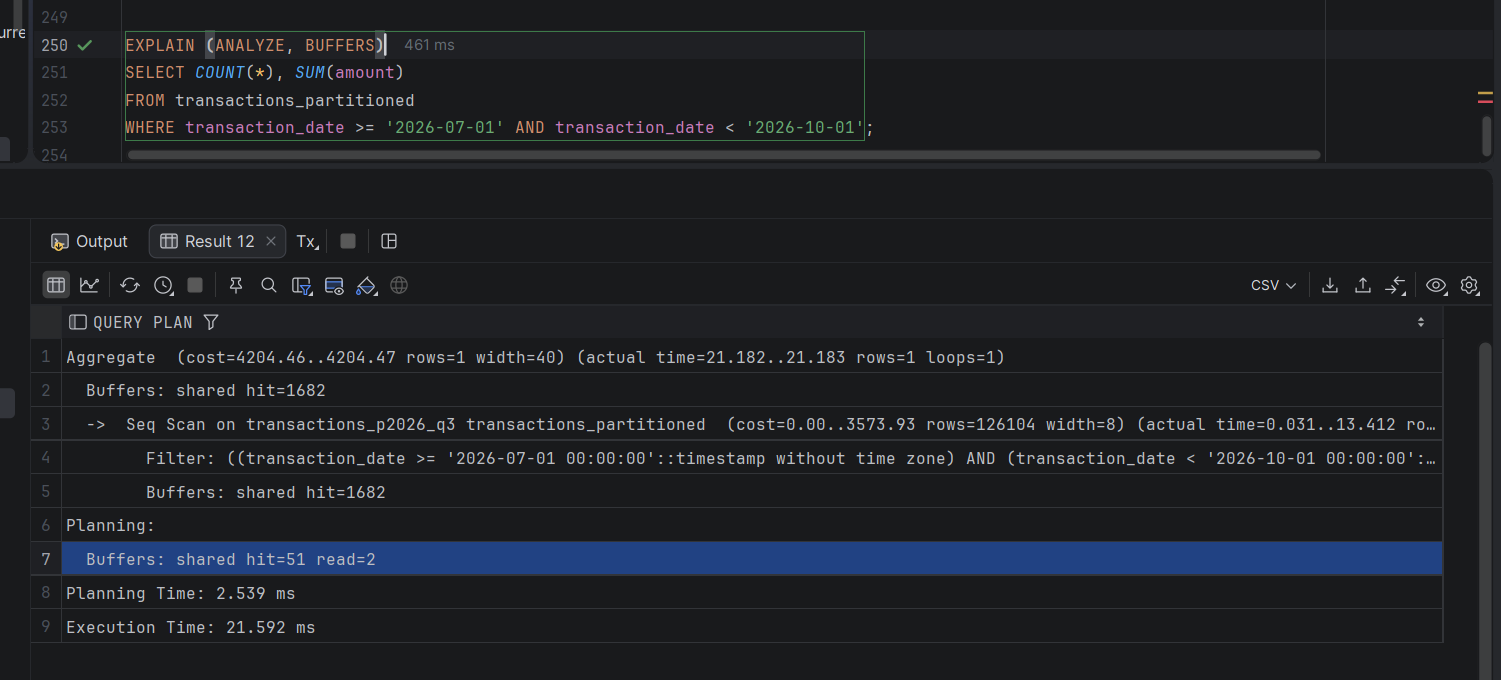 249
urre
250 EXPLAIN (ANALYZE, BUFFERS) 461 ms
251 SELECT COUNT(*), SUM(amount)
252 FROM transactions_partitioned
253 WHERE transaction_date >= '2026-07-01' AND transaction_date < '2026-10-01';
254
Output Result 12 Tx
CSV
QUERY PLAN
1 Aggregate (cost=4204.46..4204.47 rows=1 width=40) (actual time=21.182..21.183 rows=1 loops=1)
2 Buffers: shared hit=1682
3 -> Seq Scan on transactions_p2026_q3 transactions_partitioned (cost=0.00..3573.93 rows=126104 width=8) (actual time=0.031..13.412 ro…
4 Filter: ((transaction_date >= '2026-07-01 00:00:00'::timestamp without time zone) AND (transaction_date < '2026-10-01 00:00:00':…
5 Buffers: shared hit=1682
6 Planning:
7 Buffers: shared hit=51 read=2
8 Planning Time: 2.539 ms
9 Execution Time: 21.592 ms